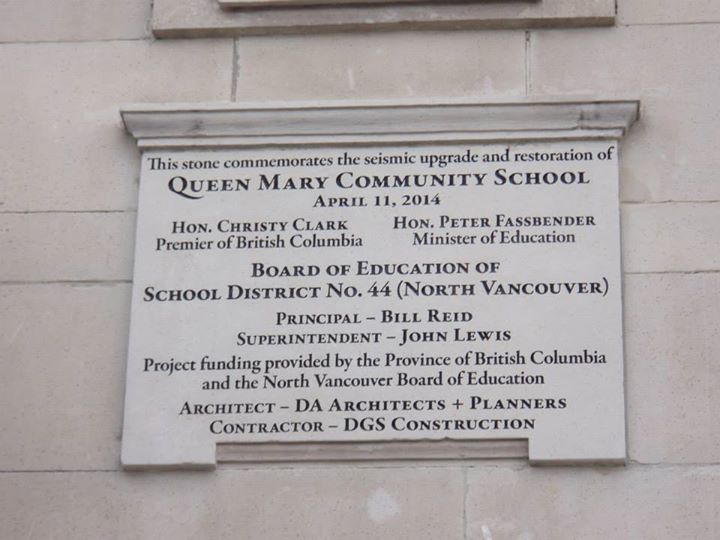 This stone commemorates the seismic upgrade and restoration of
QUEEN MARY COMMUNITY SCHOOL
APRIL 11, 2014
HON. CHRISTY CLARK HON. PETER FASSBENDER
Premier of British Columbia Minister of Education
BOARD OF EDUCATION OF
SCHOOL DISTRICT NO. 44 (NORTH VANCOUVER)
PRINCIPAL – BILL REID
SUPERINTENDENT – JOHN LEWIS
Project funding provided by the Province of British Columbia
and the North Vancouver Board of Education
ARCHITECT – DA ARCHITECTS + PLANNERS
CONTRACTOR – DGS CONSTRUCTION